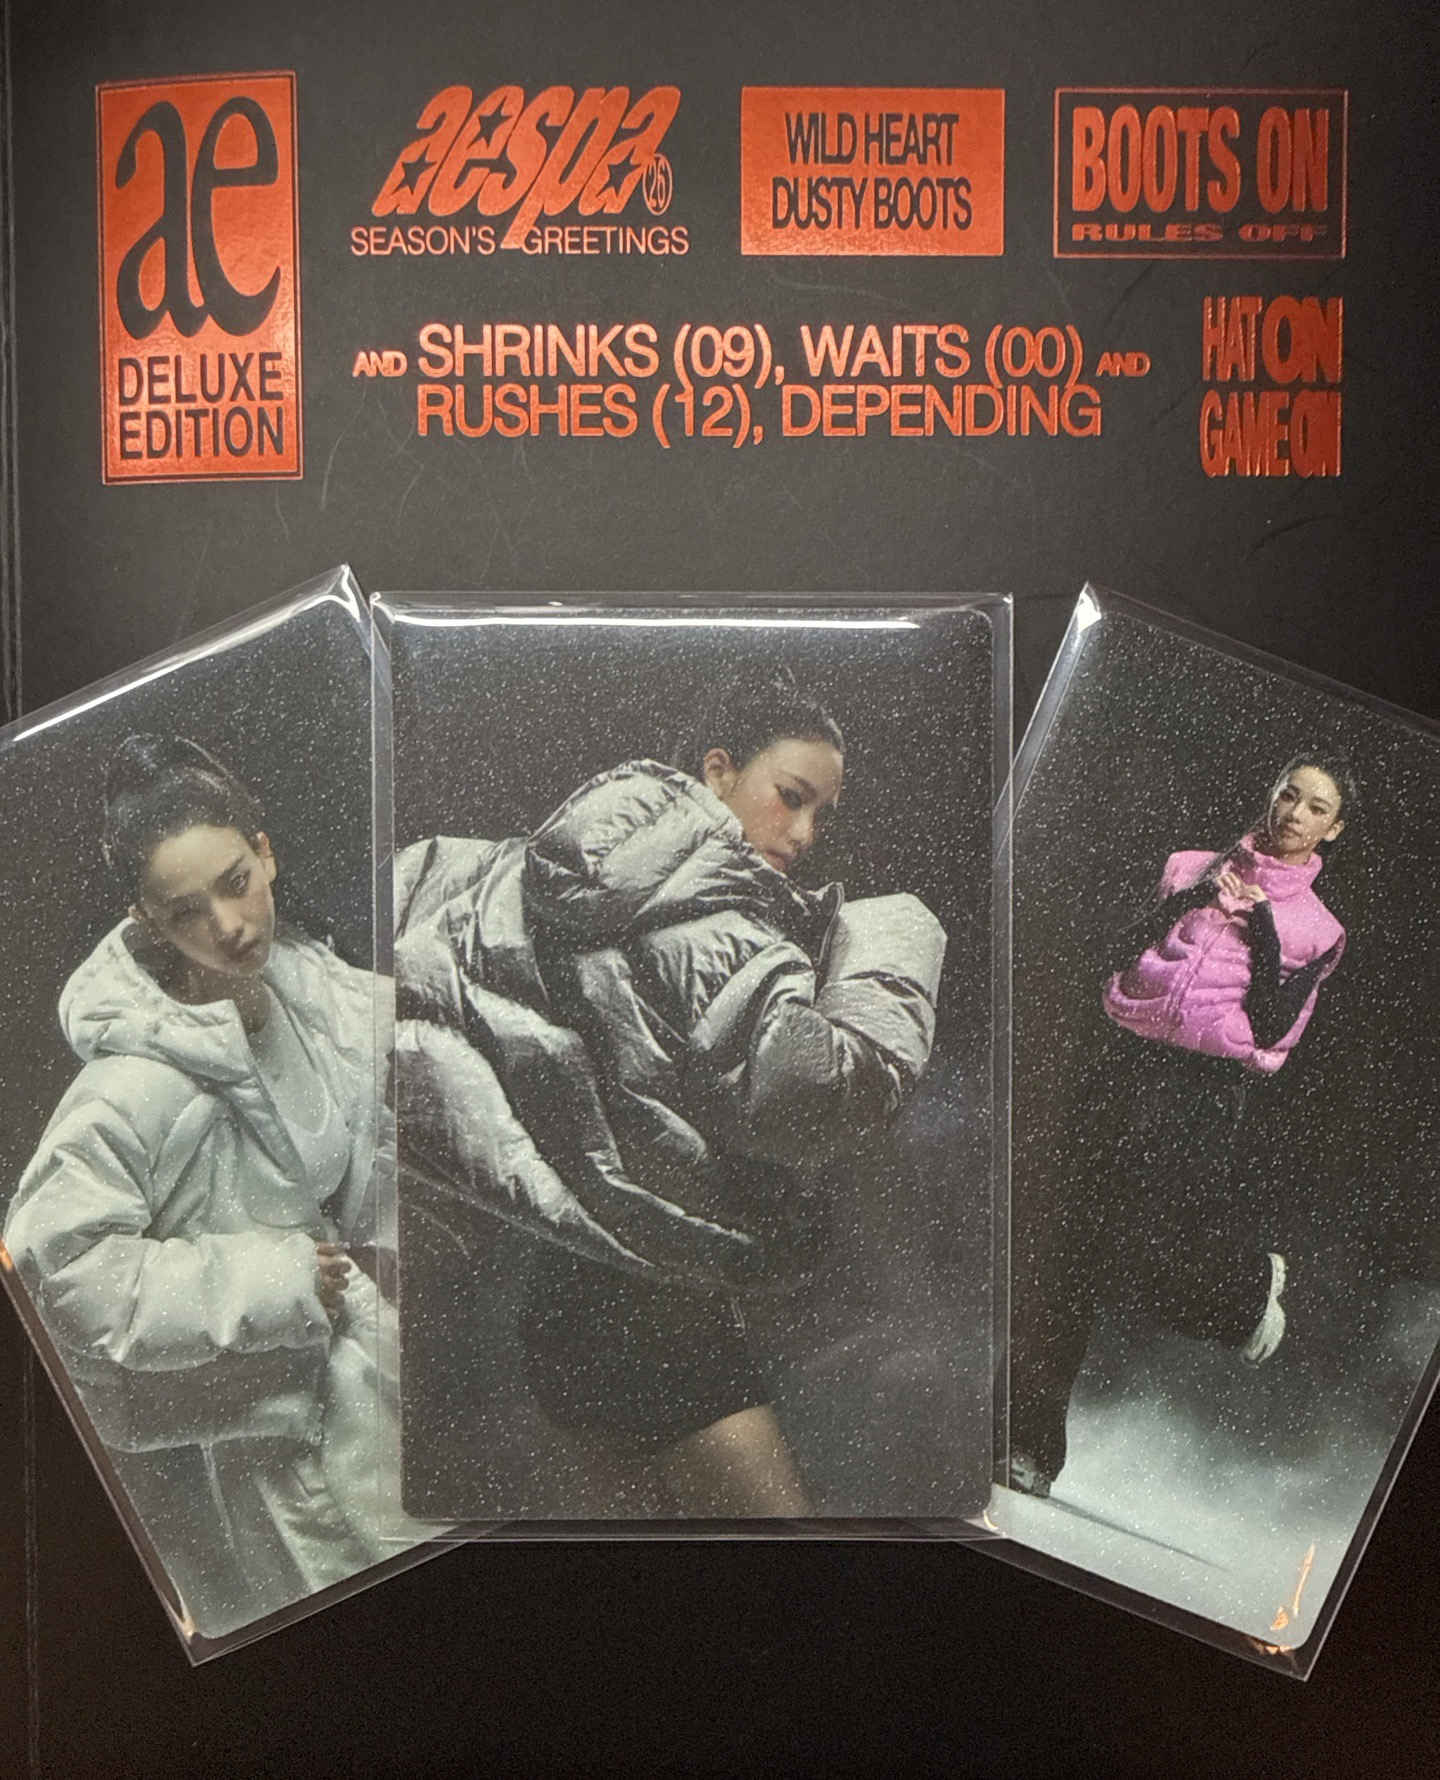 ae
DELUXE
EDITION
aespa 26
SEASON'S GREETINGS
WILD HEART
DUSTY BOOTS
BOOTS ON
RULES OFF
AND SHRINKS (09), WAITS (00) AND
RUSHES (12), DEPENDING
HAT ON
GAME ON